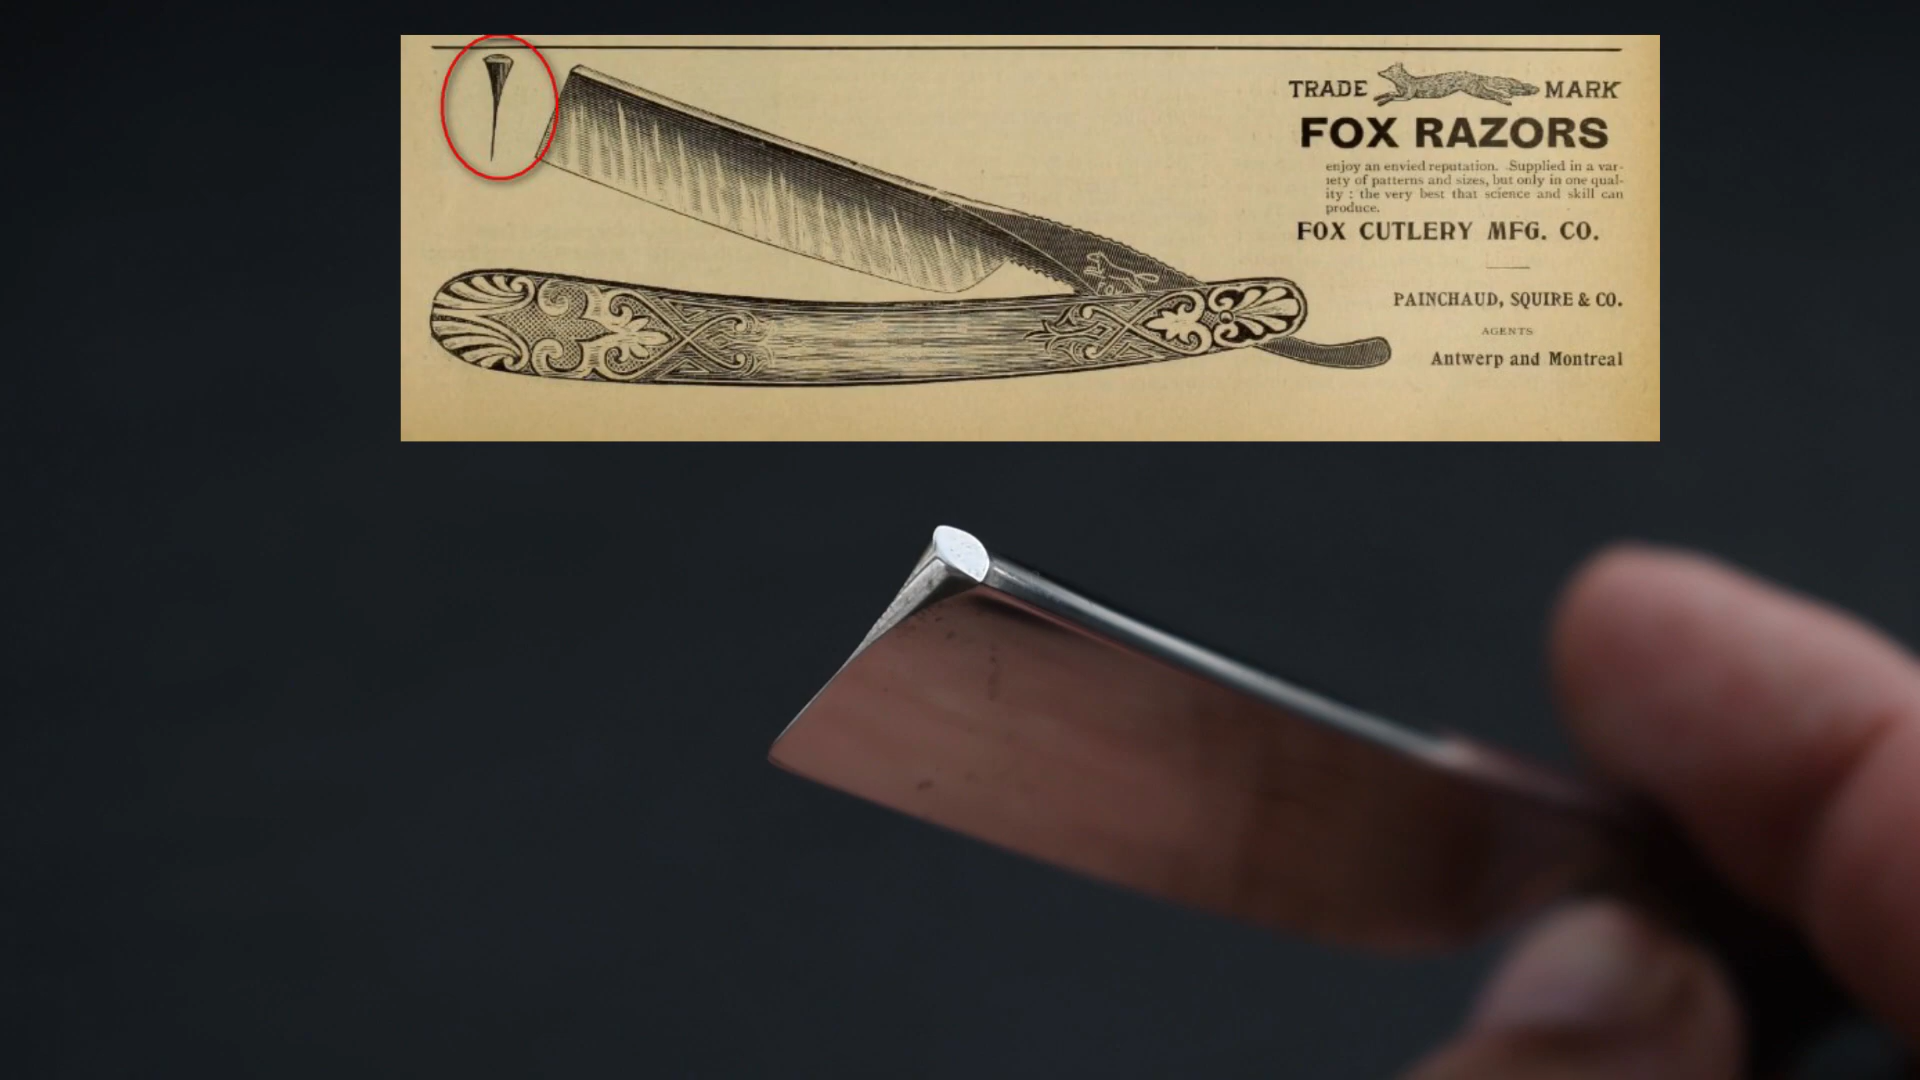 TRADE MARK
FOX RAZORS
enjoy an envied reputation. Supplied in a var-
iety of patterns and sizes, but only in one qual-
ity : the very best that science and skill can
produce.
FOX CUTLERY MFG. CO.
PAINCHAUD, SQUIRE & CO.
AGENTS
Antwerp and Montreal